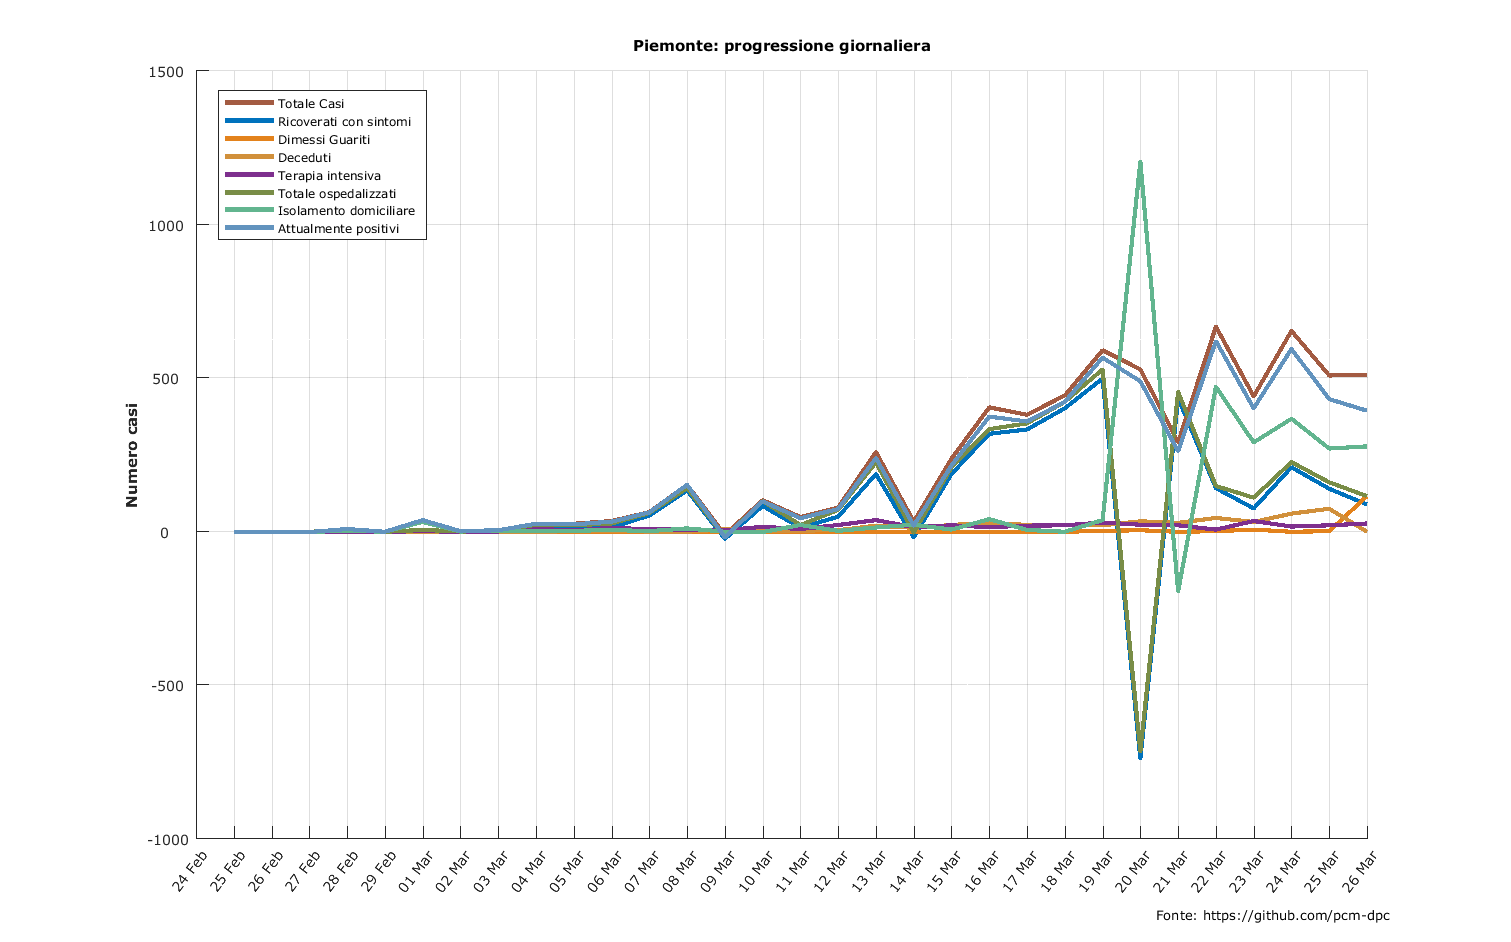 Piemonte: progressione giornaliera
1500
1000
500
0
-500
-1000
Numero casi
Totale Casi
Ricoverati con sintomi
Dimessi Guariti
Deceduti
Terapia intensiva
Totale ospedalizzati
Isolamento domiciliare
Attualmente positivi
24 Feb
25 Feb
26 Feb
27 Feb
28 Feb
29 Feb
01 Mar
02 Mar
03 Mar
04 Mar
05 Mar
06 Mar
07 Mar
08 Mar
09 Mar
10 Mar
11 Mar
12 Mar
13 Mar
14 Mar
15 Mar
16 Mar
17 Mar
18 Mar
19 Mar
20 Mar
21 Mar
22 Mar
23 Mar
24 Mar
25 Mar
26 Mar
Fonte: https://github.com/pcm-dpc